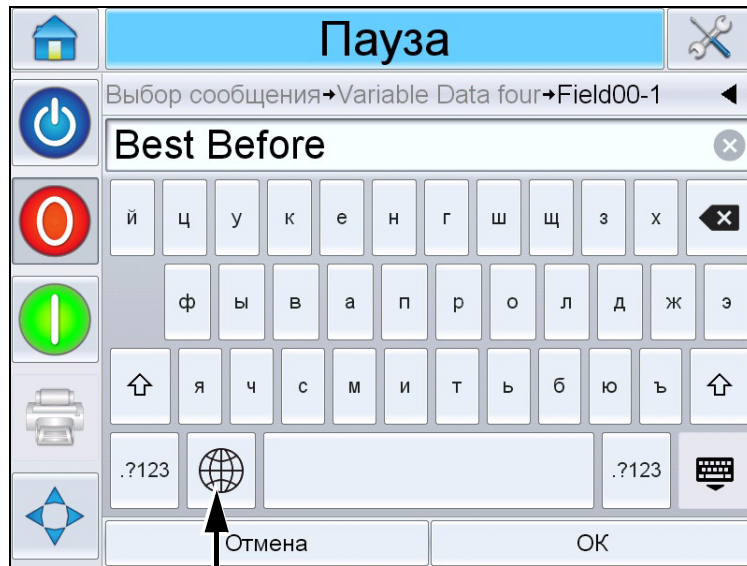 Пауза
Выбор сообщения→Variable Data four→Field00-1
Best Before
й ц у к е н г ш щ з х
ф ы в а п р о л д ж э
я ч с м и т ь б ю ъ
.?123 .?123
Отмена OK